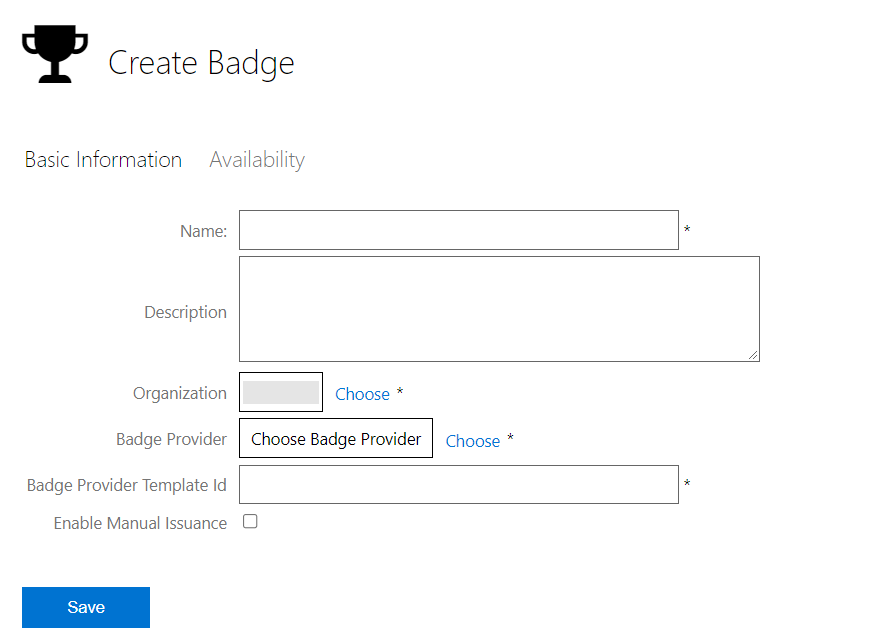 Create Badge
Basic Information Availability
Name: *
Description
Organization Choose *
Badge Provider Choose Badge Provider Choose *
Badge Provider Template Id *
Enable Manual Issuance
Save